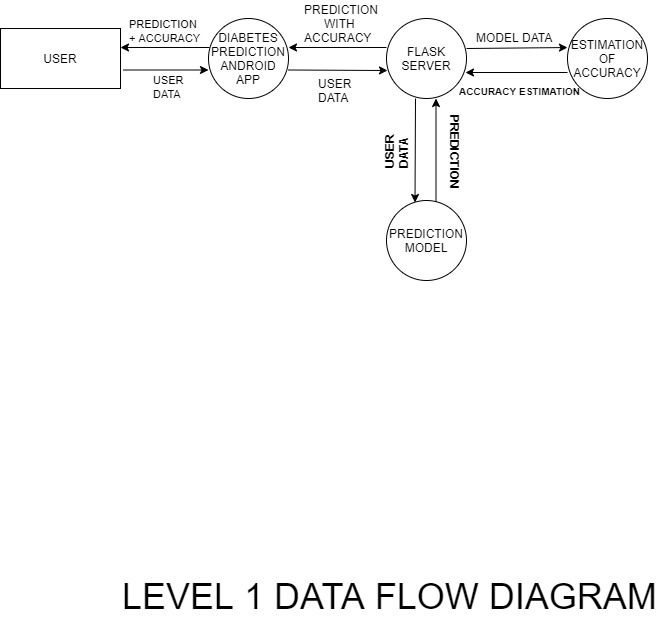 USER
PREDICTION
+ ACCURACY
USER
DATA
DIABETES
PREDICTION
ANDROID
APP
PREDICTION
WITH
ACCURACY
USER
DATA
FLASK
SERVER
MODEL DATA
ACCURACY ESTIMATION
ESTIMATION
OF
ACCURACY
USER
DATA
PREDICTION
PREDICTION
MODEL
LEVEL 1 DATA FLOW DIAGRAM